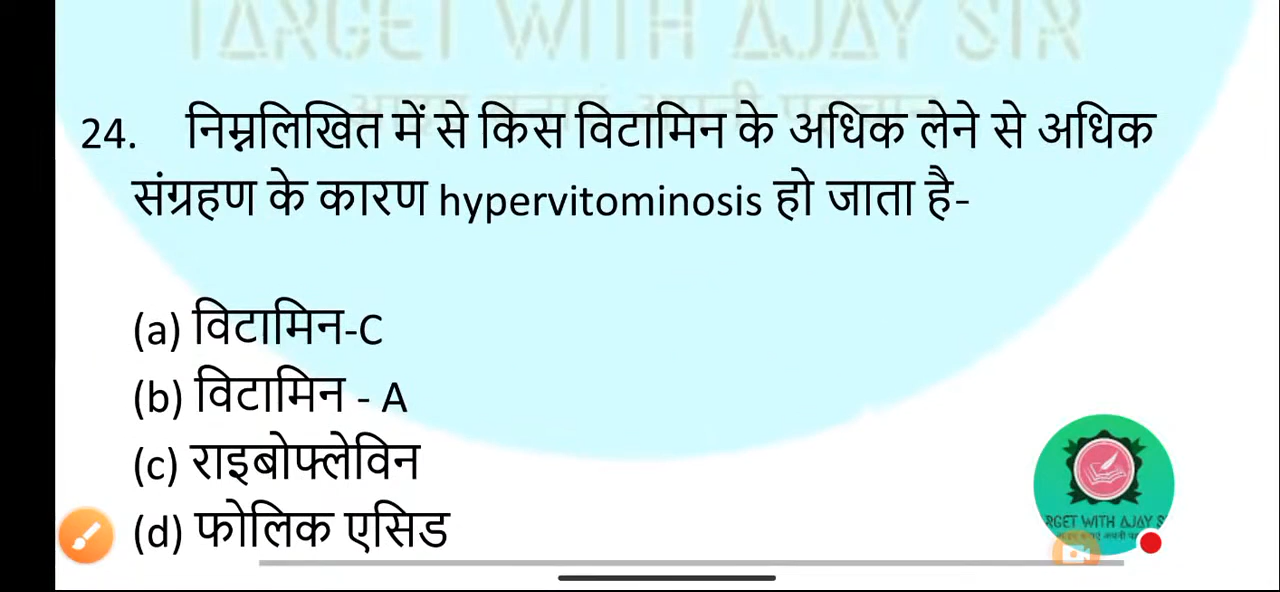 TARGET WITH AJAY SIR
24. निम्नलिखित में से किस विटामिन के अधिक लेने से अधिक
संग्रहण के कारण hypervitominosis हो जाता है-
(a) विटामिन-C
(b) विटामिन - A
(c) राइबोफ्लेविन
(d) फोलिक एसिड
RGET WITH AJAY S